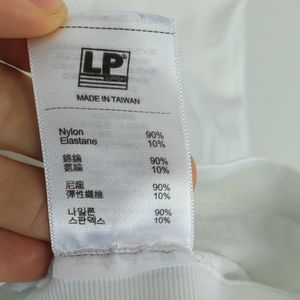 LP
SUPPORT
MADE IN TAIWAN
Nylon 90%
Elastane 10%
錦綸 90%
氨綸 10%
尼龍 90%
彈性纖維 10%
나일론 90%
스판덱스 10%